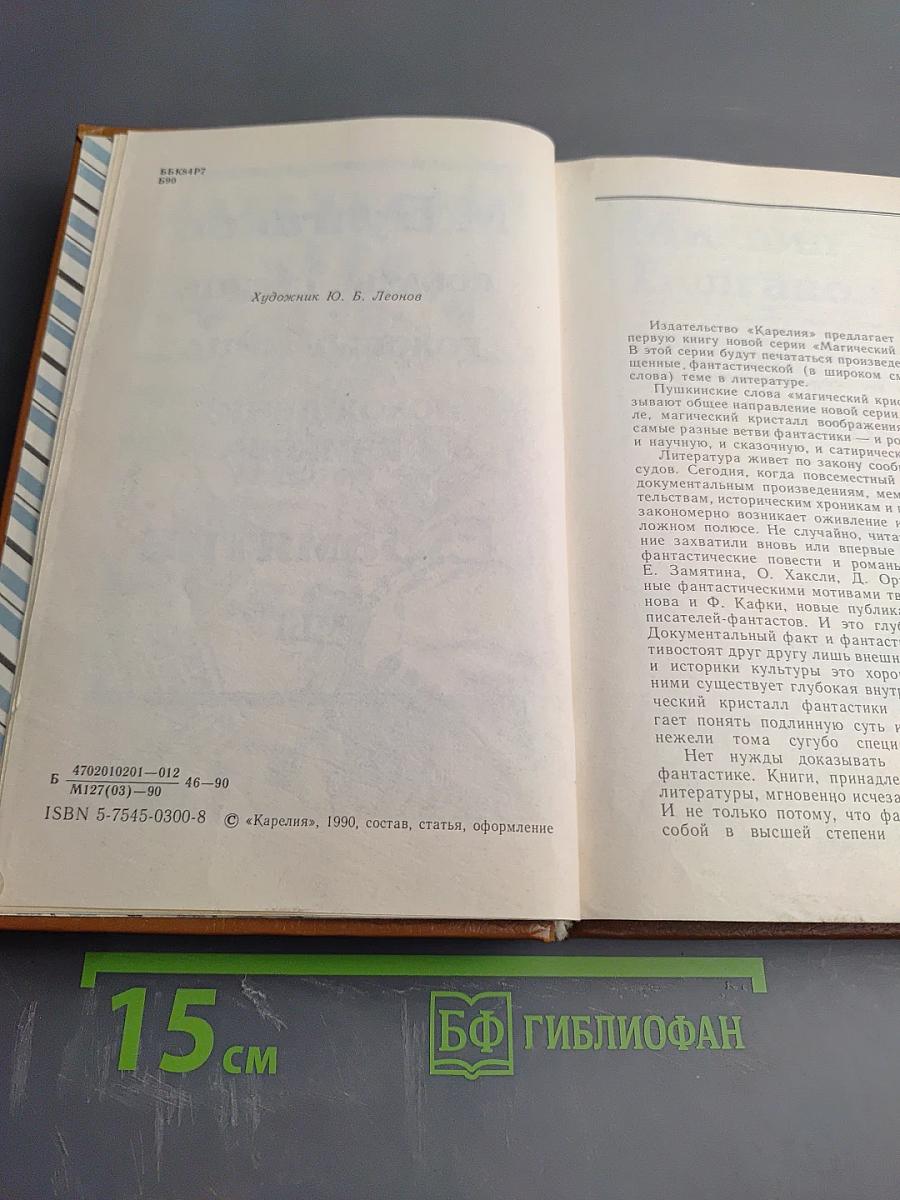 ББК84Р7
Б90
Художник Ю. Б. Леонов
Б 4702010201—012 46—90
М127(03)—90
ISBN 5-7545-0300-8 © «Карелия», 1990, состав, статья, оформление
Издательство «Карелия» предлагает
первую книгу новой серии «Магический
В этой серии будут печататься произведе
щенные фантастической (в широком см
слова) теме в литературе.
Пушкинские слова «магический крис
зывают общее направление новой серии.
ле, магический кристалл воображения
самые разные ветви фантастики — и ро
и научную, и сказочную, и сатирическ
Литература живет по закону сооб
судов. Сегодня, когда повсеместный
документальным произведениям, мем
тельствам, историческим хроникам и
закономерно возникает оживление и
ложном полюсе. Не случайно, чита
ние захватили вновь или впервые
фантастические повести и романы
Е. Замятина, О. Хаксли, Д. Ор
ные фантастическими мотивами тв
нова и Ф. Кафки, новые публика
писателей-фантастов. И это глуб
Документальный факт и фантаст
тивостоят друг другу лишь внешн
и историки культуры это хоро
ними существует глубокая внутр
ческий кристалл фантастики
гает понять подлинную суть и
нежели тома сугубо специ
Нет нужды доказывать
фантастике. Книги, принадле
литературы, мгновенно исчеза
И не только потому, что фа
собой в высшей степени
15 см
БФ ГИБЛИОФАН